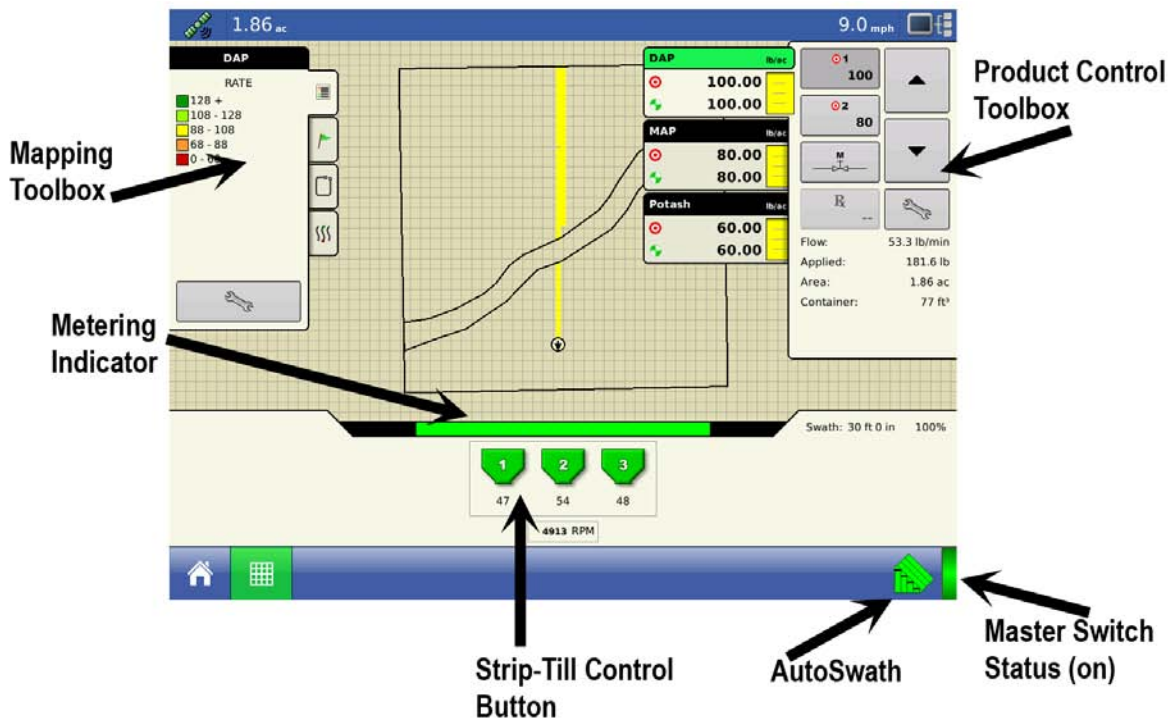 1.86 ac
9.0 mph
DAP
RATE
128 +
108 - 128
88 - 108
68 - 88
Mapping
Toolbox
DAP lb/ac
100.00
100.00
MAP lb/ac
80.00
80.00
Potash lb/ac
60.00
60.00
1
100
2
80
M
Rx
--
Flow: 53.3 lb/min
Applied: 181.6 lb
Area: 1.86 ac
Container: 77 ft³
Product Control
Toolbox
Metering
Indicator
Swath: 30 ft 0 in 100%
1 2 3
47 54 48
4913 RPM
Strip-Till Control
Button
AutoSwath
Master Switch
Status (on)